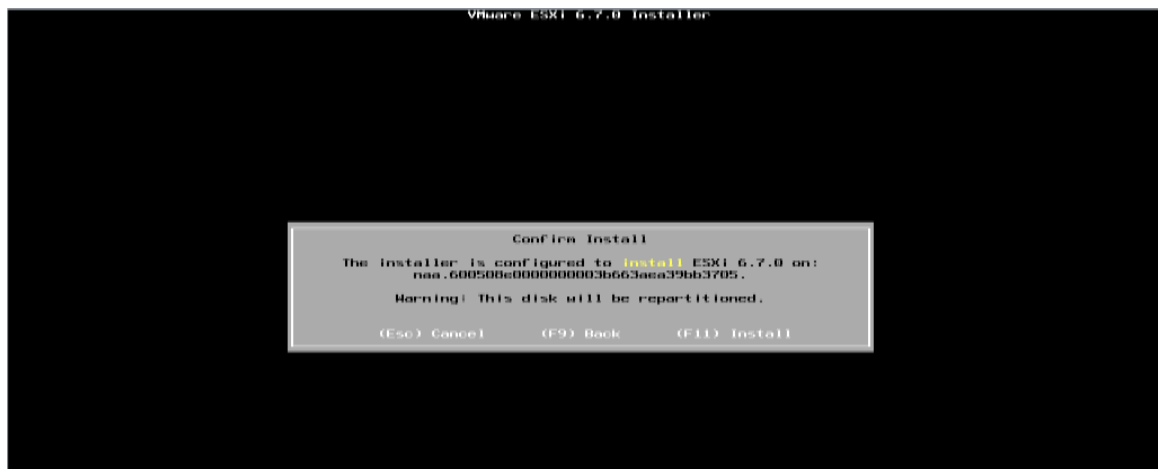 VMware ESXi 6.7.0 Installer
Confirm Install
The installer is configured to install ESXi 6.7.0 on:
naa.600508e0000000003b663aea39bb3705.
Warning: This disk will be repartitioned.
(Esc) Cancel (F9) Back (F11) Install